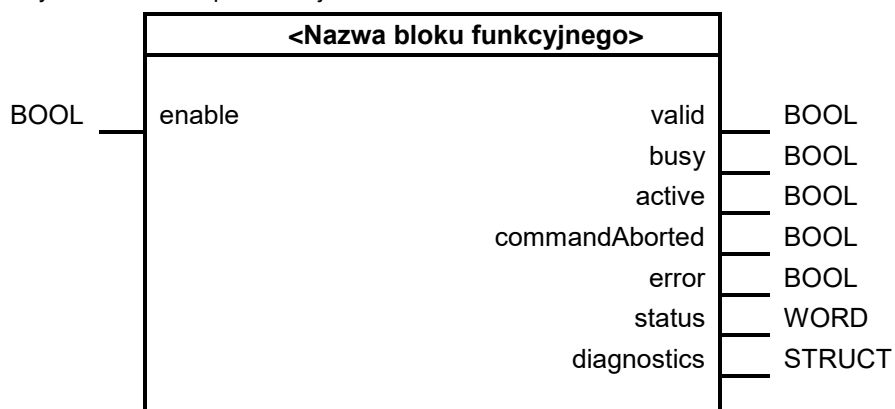 <Nazwa bloku funkcyjnego>
BOOL enable valid BOOL
busy BOOL
active BOOL
commandAborted BOOL
error BOOL
status WORD
diagnostics STRUCT